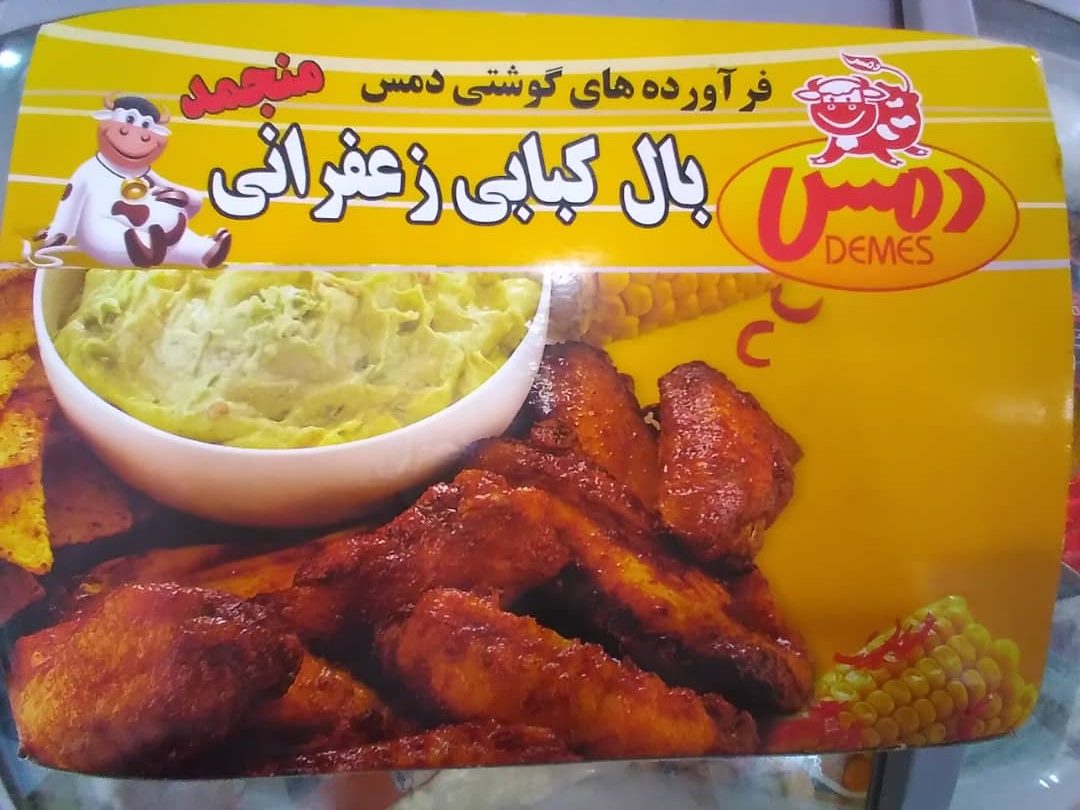 فرآورده های گوشتی دمس
منجمد
بال کبابی زعفرانی
دمس
DEMES